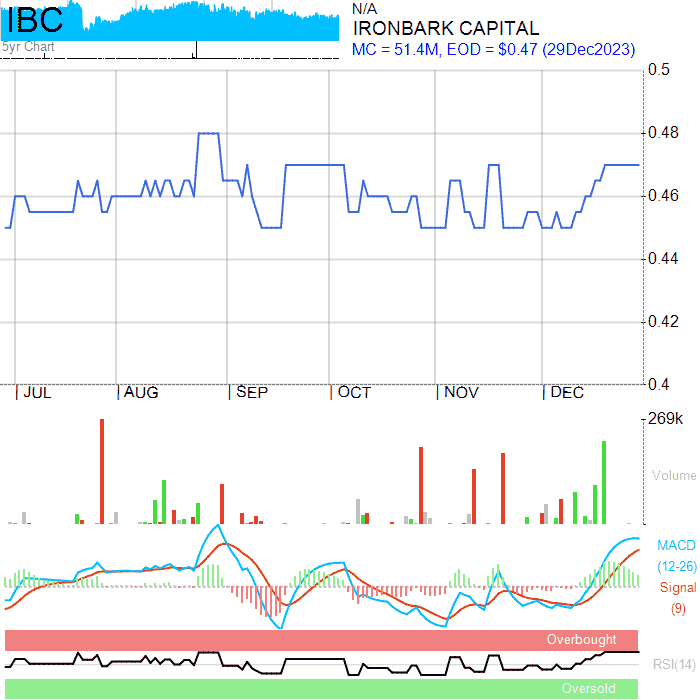 IBC
5yr Chart
N/A
IRONBARK CAPITAL
MC = 51.4M, EOD = $0.47 (29Dec2023)
0.5
0.48
0.46
0.44
0.42
0.4
JUL AUG SEP OCT NOV DEC
269k
Volume
MACD
(12-26)
Signal
(9)
Overbought
RSI(14)
Oversold